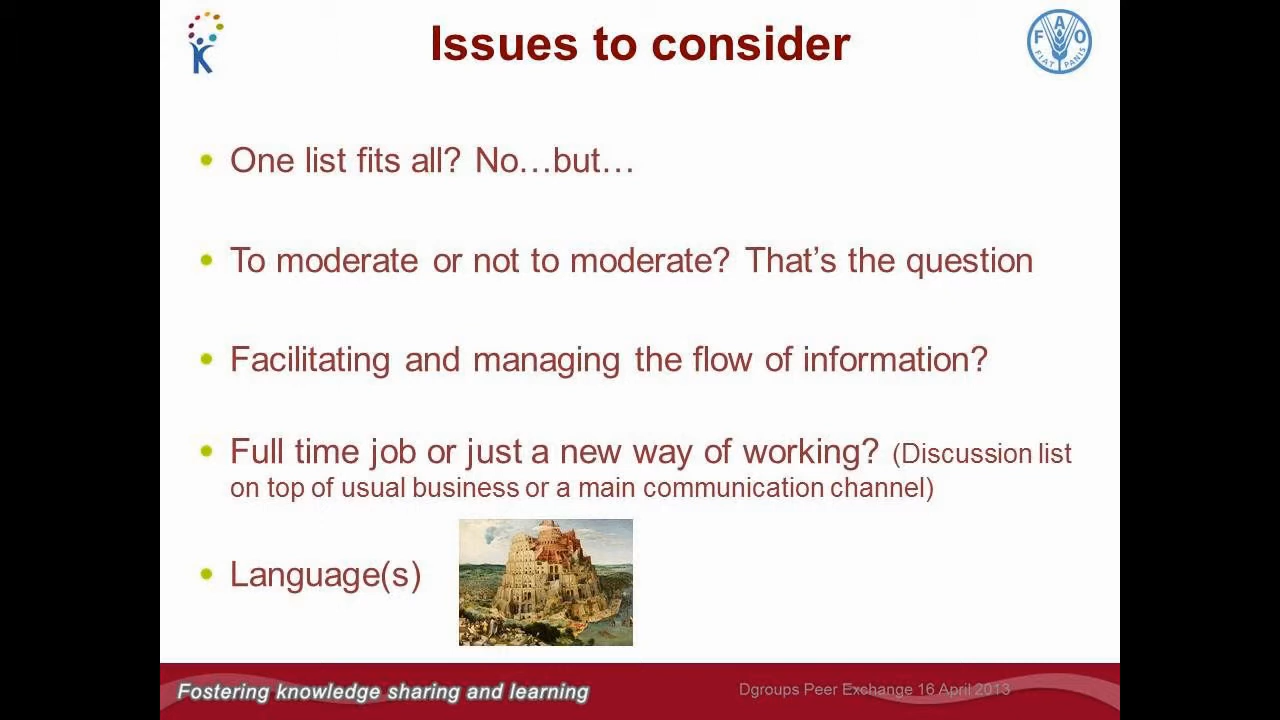 Issues to consider
F A O
FIAT PANIS
One list fits all? No…but…
To moderate or not to moderate? That’s the question
Facilitating and managing the flow of information?
Full time job or just a new way of working? (Discussion list
on top of usual business or a main communication channel)
Language(s)
Fostering knowledge sharing and learning
Dgroups Peer Exchange 16 April 2013